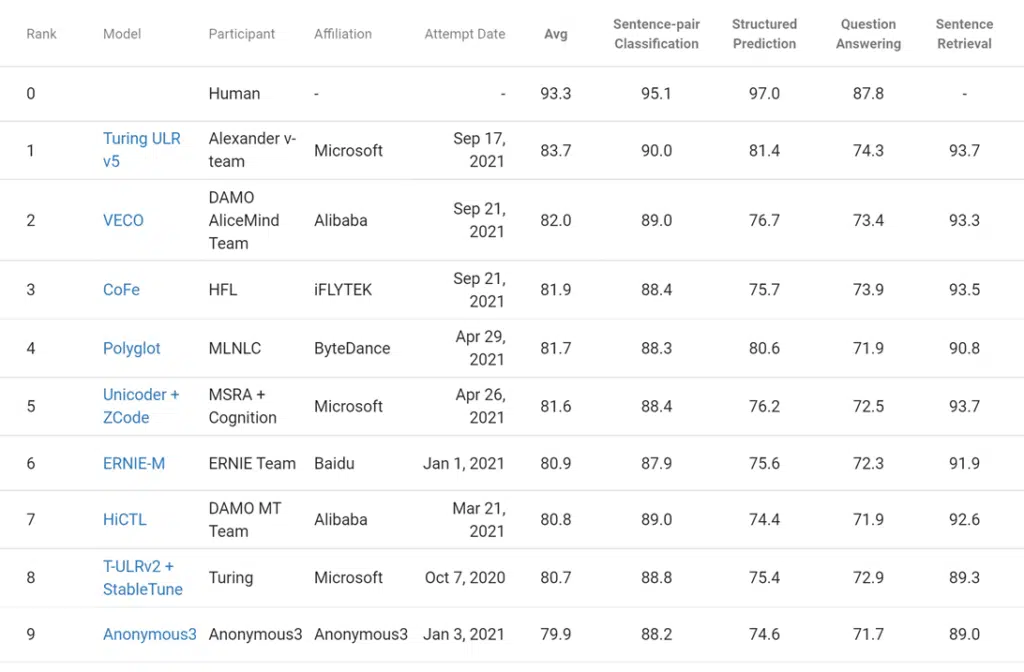 Rank Model Participant Affiliation Attempt Date Avg Sentence-pair Classification Structured Prediction Question Answering Sentence Retrieval
0 Human - - 93.3 95.1 97.0 87.8 -
1 Turing ULR v5 Alexander v-team Microsoft Sep 17, 2021 83.7 90.0 81.4 74.3 93.7
2 VECO DAMO AliceMind Team Alibaba Sep 21, 2021 82.0 89.0 76.7 73.4 93.3
3 CoFe HFL iFLYTEK Sep 21, 2021 81.9 88.4 75.7 73.9 93.5
4 Polyglot MLNLC ByteDance Apr 29, 2021 81.7 88.3 80.6 71.9 90.8
5 Unicoder + ZCode MSRA + Cognition Microsoft Apr 26, 2021 81.6 88.4 76.2 72.5 93.7
6 ERNIE-M ERNIE Team Baidu Jan 1, 2021 80.9 87.9 75.6 72.3 91.9
7 HiCTL DAMO MT Team Alibaba Mar 21, 2021 80.8 89.0 74.4 71.9 92.6
8 T-ULRv2 + StableTune Turing Microsoft Oct 7, 2020 80.7 88.8 75.4 72.9 89.3
9 Anonymous3 Anonymous3 Anonymous3 Jan 3, 2021 79.9 88.2 74.6 71.7 89.0